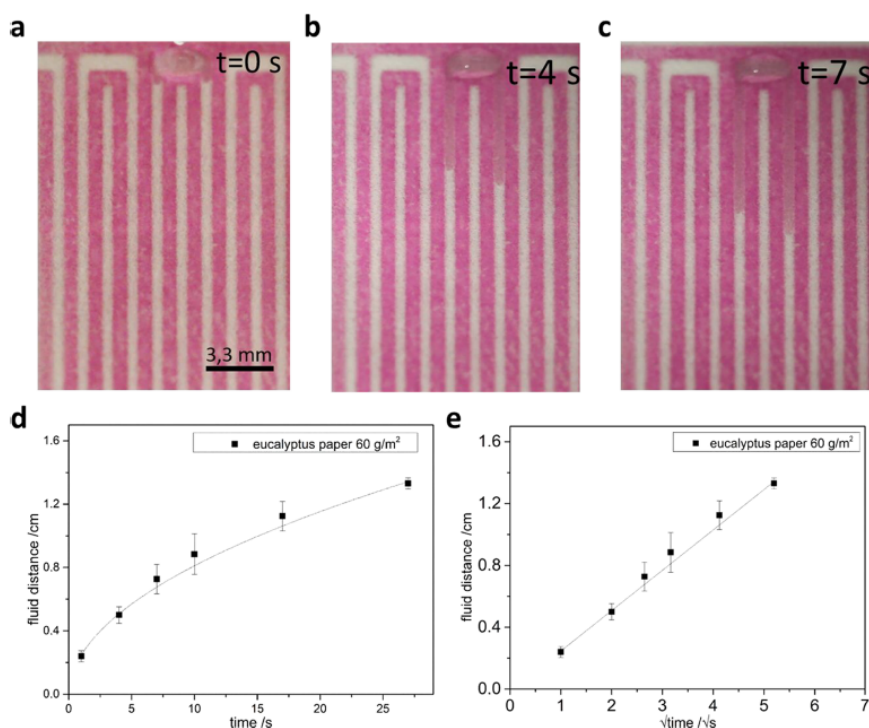 a
t=0 s
3,3 mm
b
t=4 s
c
t=7 s
d
eucalyptus paper 60 g/m²
1.6
1.2
0.8
0.4
0.0
fluid distance /cm
0 5 10 15 20 25
time /s
e
eucalyptus paper 60 g/m²
1.6
1.2
0.8
0.4
0.0
fluid distance /cm
0 1 2 3 4 5 6 7
√time /√s